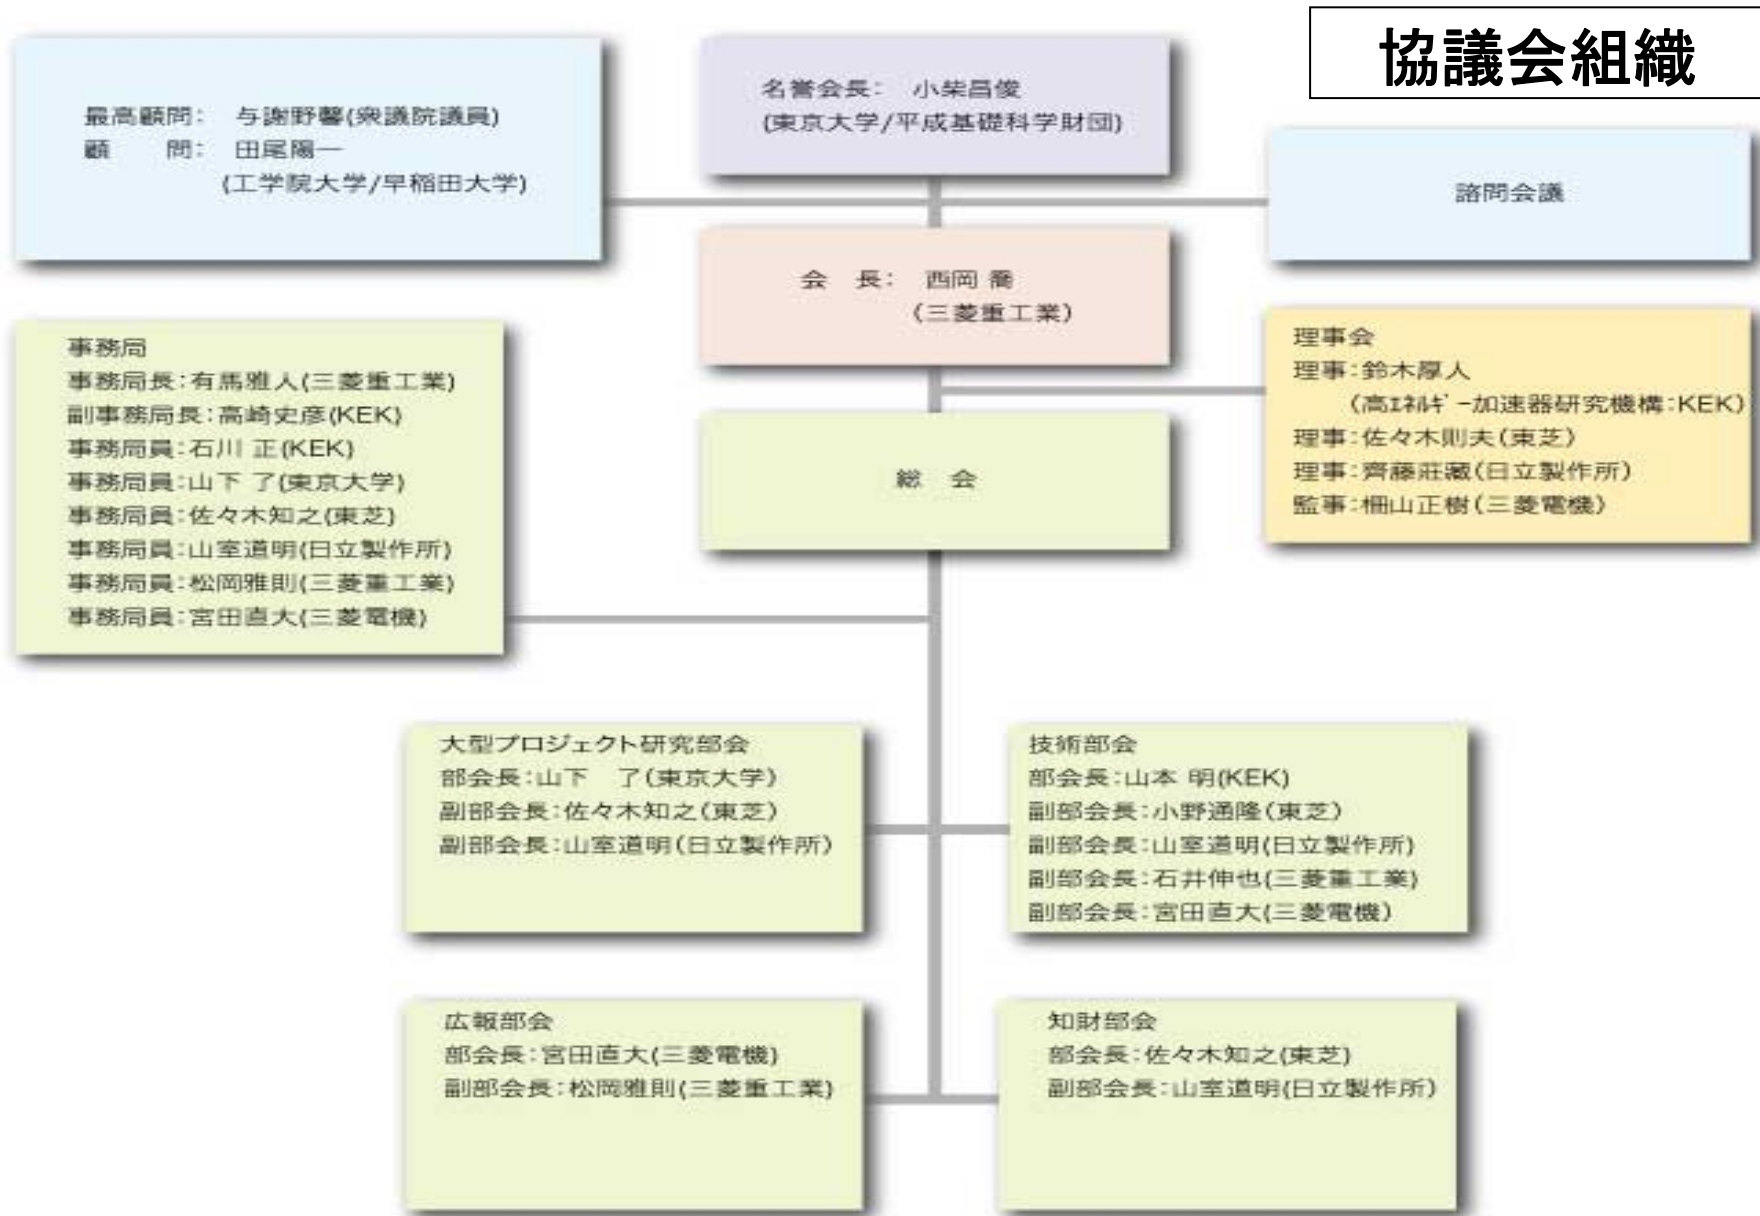 協議会組織
最高顧問: 与謝野馨(衆議院議員)
顧 問: 田尾陽一
(工学院大学/早稲田大学)
名誉会長: 小柴昌俊
(東京大学/平成基礎科学財団)
諮問会議
会 長: 西岡 喬
(三菱重工業)
事務局
事務局長:有馬雅人(三菱重工業)
副事務局長:高崎史彦(KEK)
事務局員:石川 正(KEK)
事務局員:山下 了(東京大学)
事務局員:佐々木知之(東芝)
事務局員:山室道明(日立製作所)
事務局員:松岡雅則(三菱重工業)
事務局員:宮田直大(三菱電機)
理事会
理事:鈴木厚人
(高ｴﾈﾙｷﾞｰ加速器研究機構:KEK)
理事:佐々木則夫(東芝)
理事:齊藤莊藏(日立製作所)
監事:柵山正樹(三菱電機)
総 会
大型プロジェクト研究部会
部会長:山下 了(東京大学)
副部会長:佐々木知之(東芝)
副部会長:山室道明(日立製作所)
技術部会
部会長:山本 明(KEK)
副部会長:小野通隆(東芝)
副部会長:山室道明(日立製作所)
副部会長:石井伸也(三菱重工業)
副部会長:宮田直大(三菱電機)
広報部会
部会長:宮田直大(三菱電機)
副部会長:松岡雅則(三菱重工業)
知財部会
部会長:佐々木知之(東芝)
副部会長:山室道明(日立製作所)